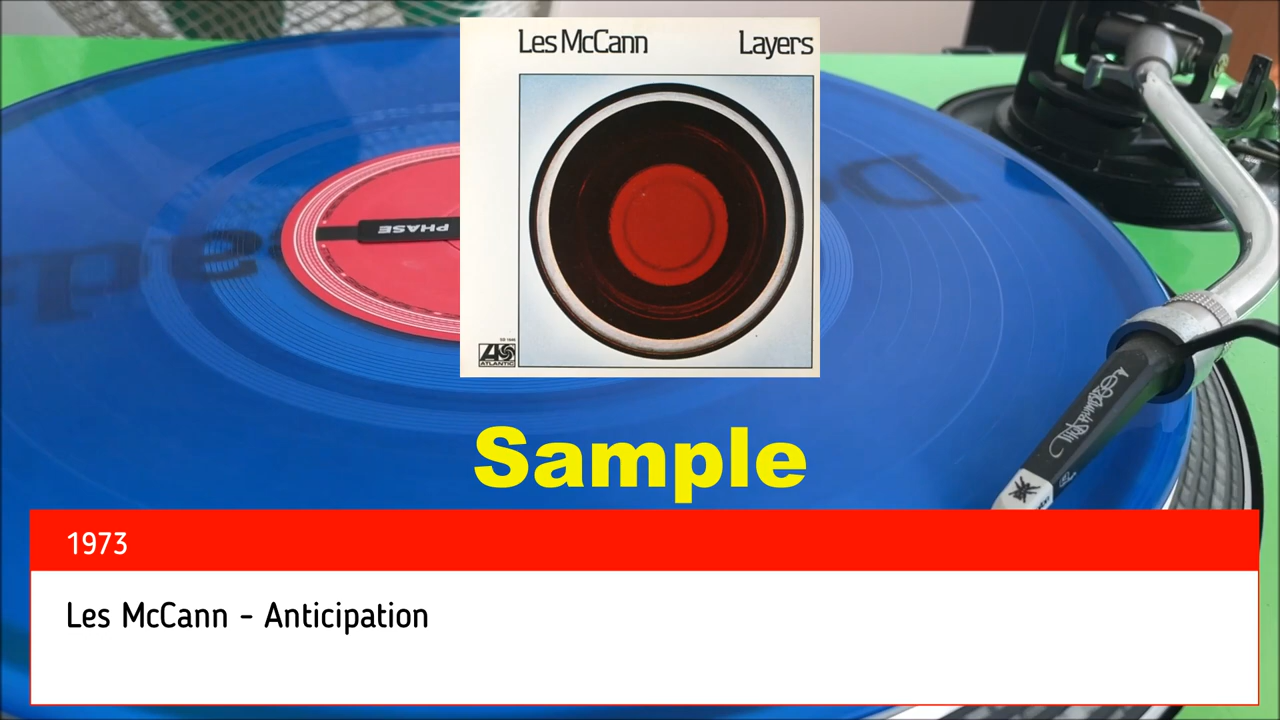 Les McCann Layers
PHASE
ATLANTIC
Sample
1973
Les McCann - Anticipation